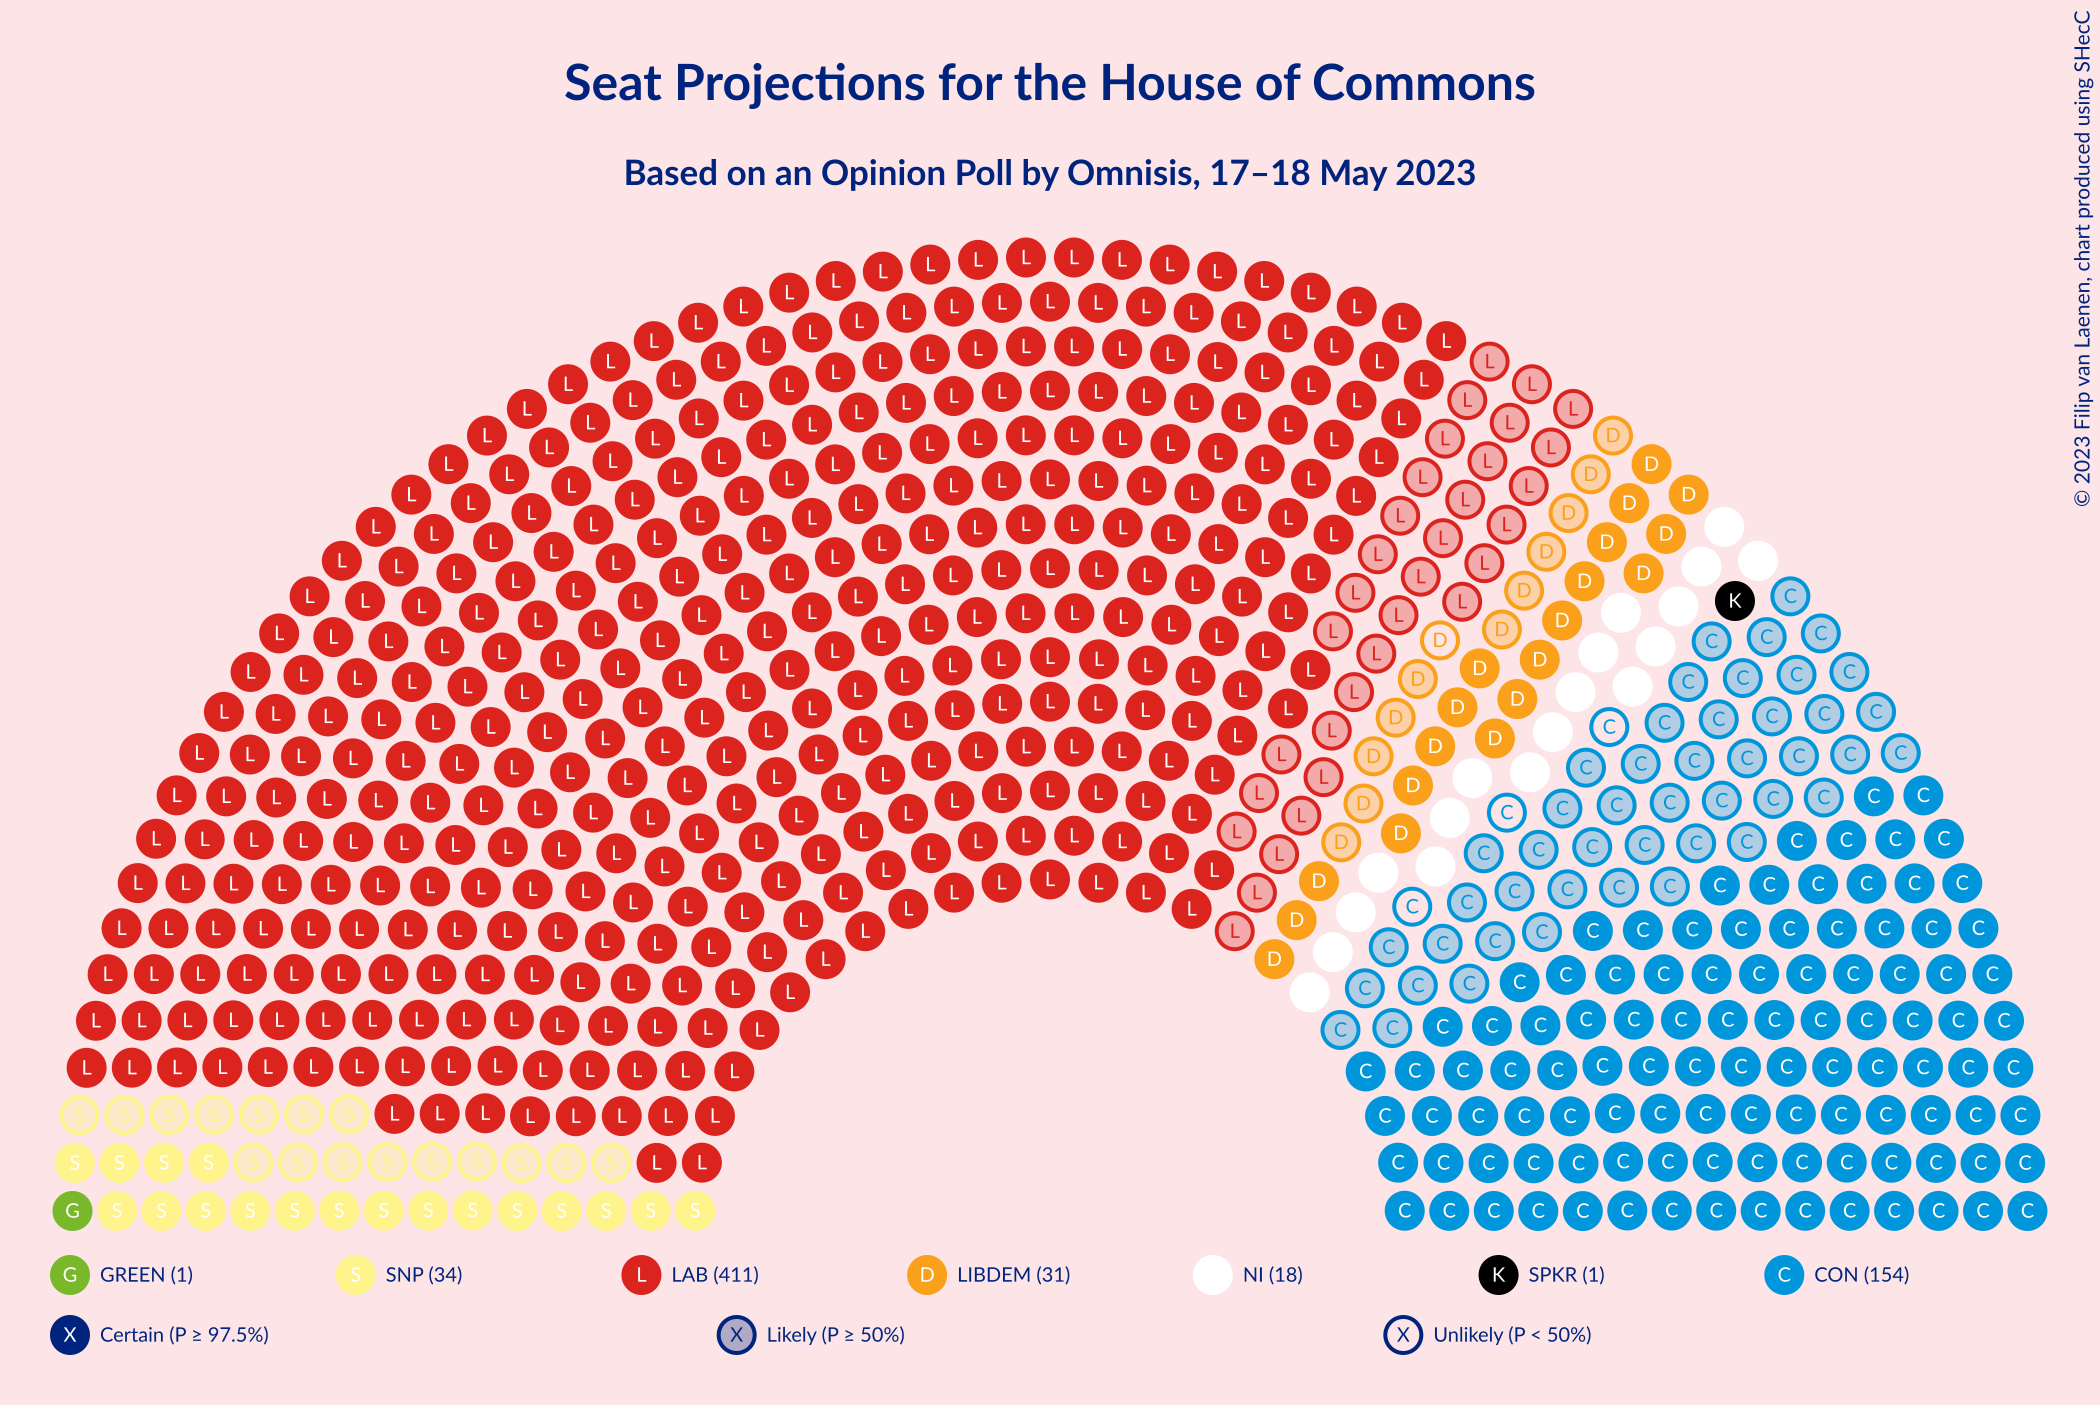 Seat Projections for the House of Commons
Based on an Opinion Poll by Omnisis, 17–18 May 2023
© 2023 Filip van Laenen, chart produced using SHecC
G GREEN (1) S SNP (34) L LAB (411) D LIBDEM (31) NI (18) K SPKR (1) C CON (154)
X Certain (P ≥ 97.5%) X Likely (P ≥ 50%) X Unlikely (P < 50%)